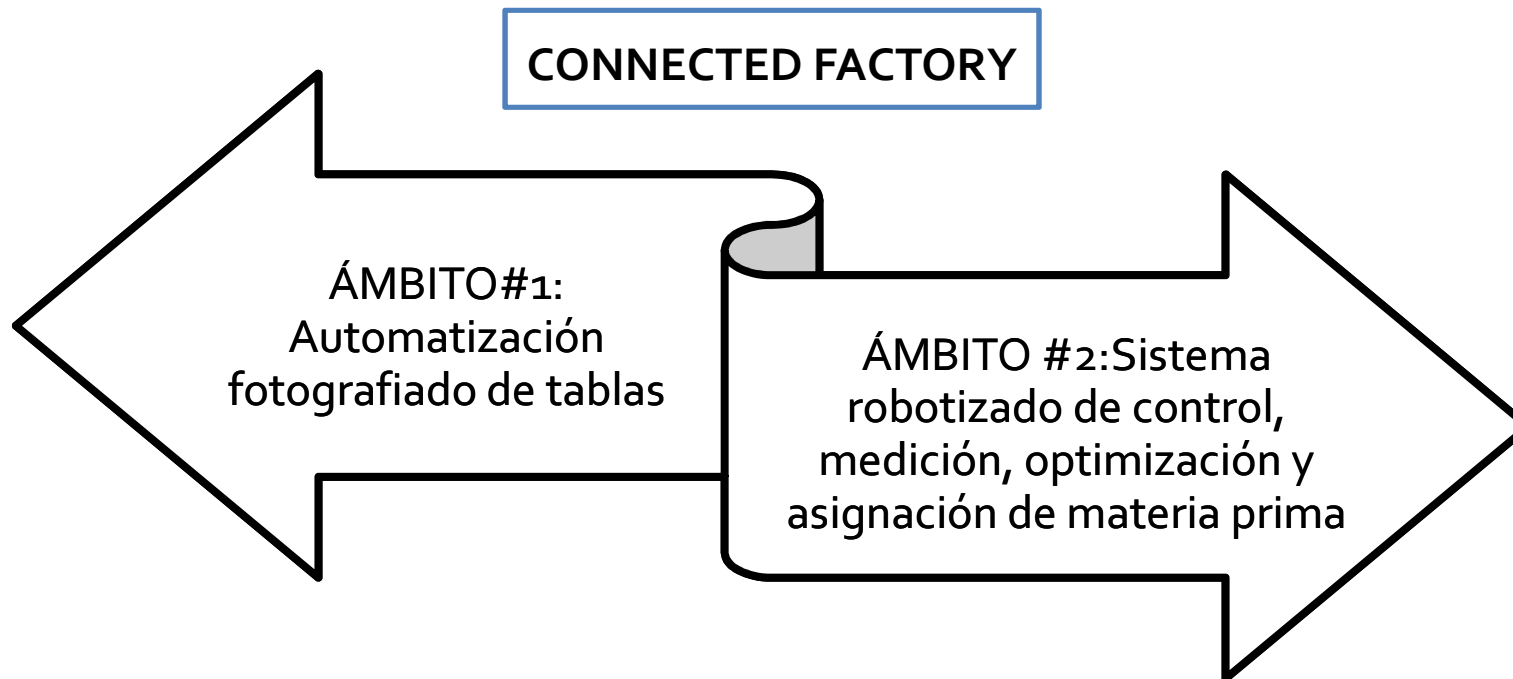 CONNECTED FACTORY
ÁMBITO#1:
Automatización
fotografiado de tablas
ÁMBITO #2:Sistema
robotizado de control,
medición, optimización y
asignación de materia prima